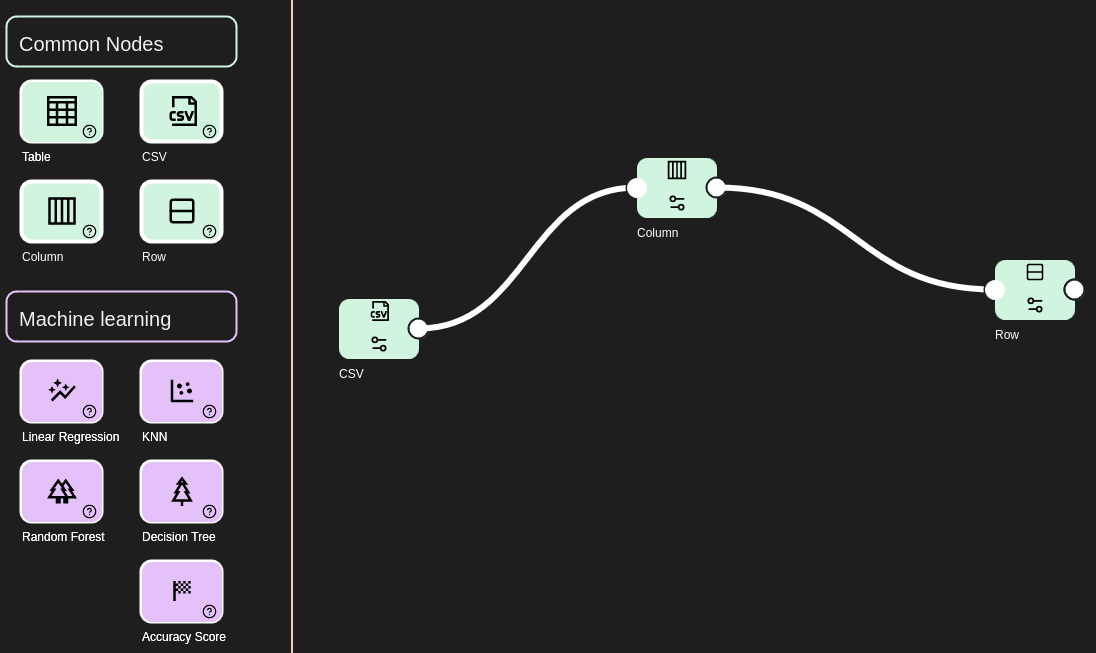 Common Nodes
CSV
Table
CSV
Column
Row
Machine learning
Linear Regression
KNN
Random Forest
Decision Tree
Accuracy Score
Column
CSV
CSV
Row